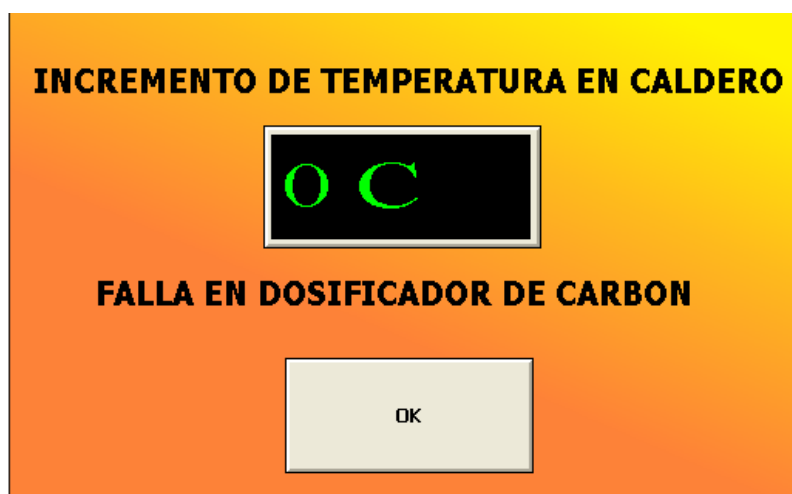 INCREMENTO DE TEMPERATURA EN CALDERO
0 C
FALLA EN DOSIFICADOR DE CARBON
OK